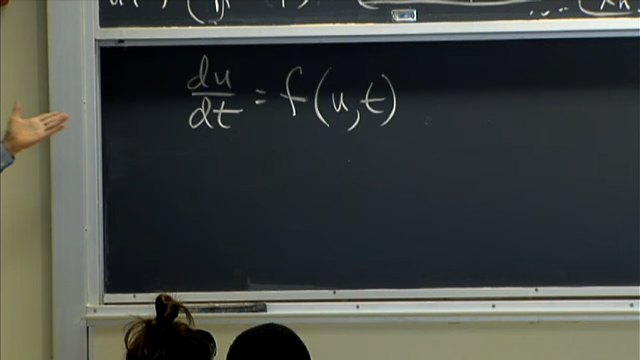 du/dt = f(u,t)